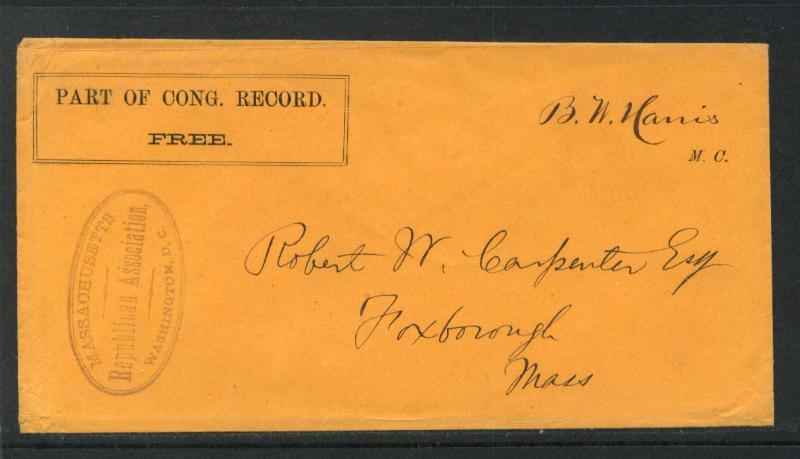 PART OF CONG. RECORD.
FREE.
B. W. Harris
M. C.
MASSACHUSETTS
Republican Association,
WASHINGTON, D. C.
Robert W. Carpenter Esq
Foxborough
Mass